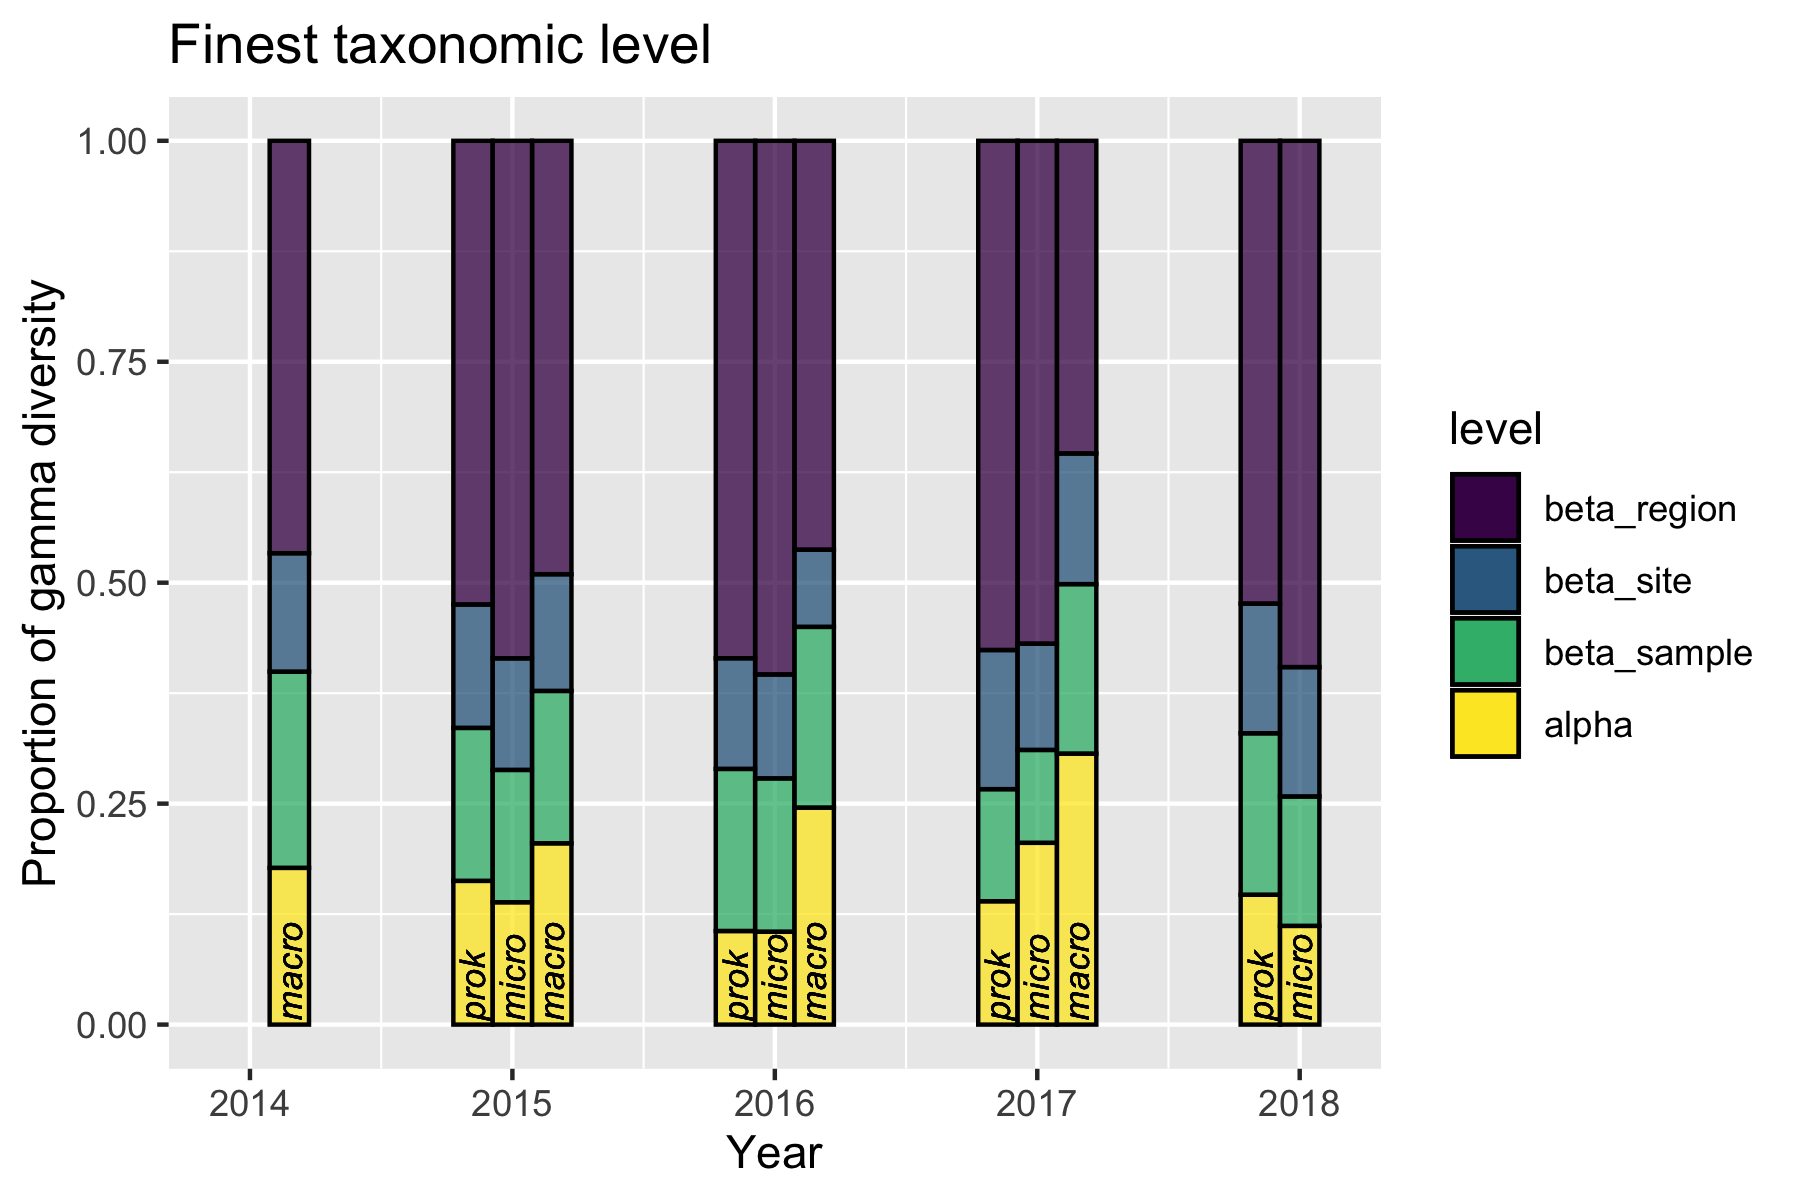 Finest taxonomic level
Proportion of gamma diversity
1.00
0.75
0.50
0.25
0.00
macro
prok
micro
macro
prok
micro
macro
prok
micro
macro
prok
micro
2014
2015
2016
2017
2018
Year
level
beta_region
beta_site
beta_sample
alpha